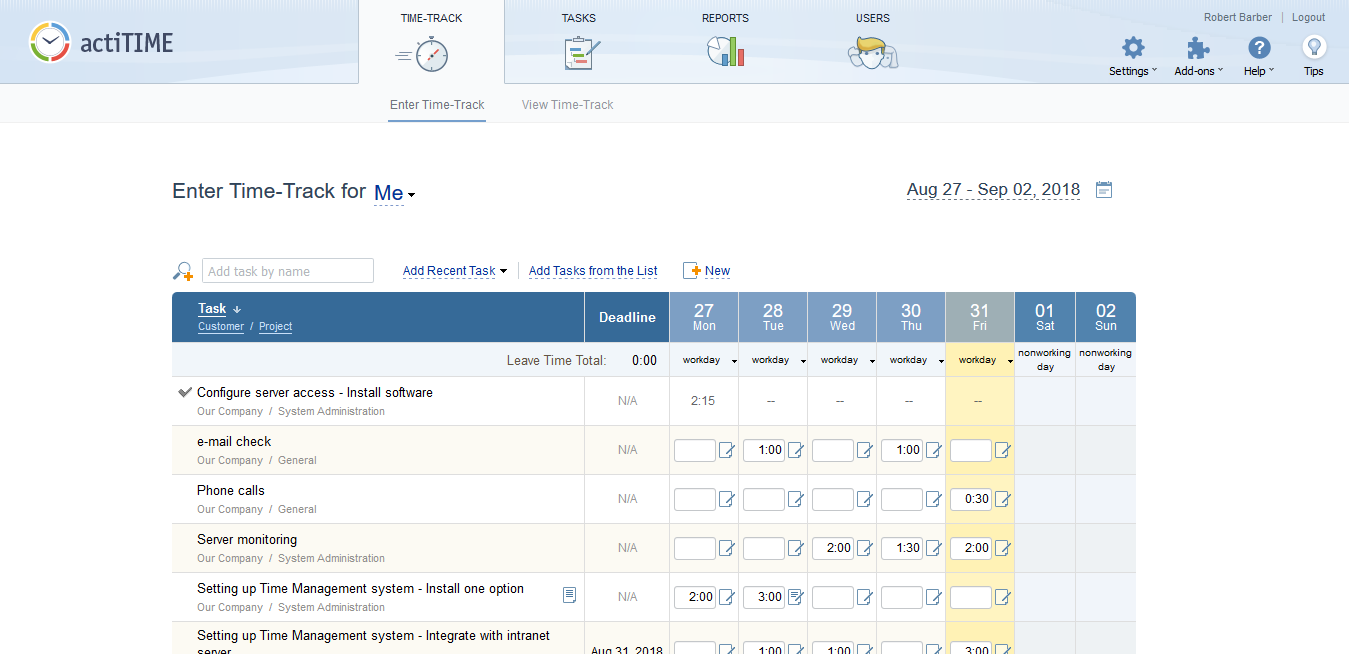 TIME-TRACK TASKS REPORTS USERS Robert Barber | Logout
actiTIME
Settings Add-ons Help Tips
Enter Time-Track View Time-Track
Enter Time-Track for Me Aug 27 - Sep 02, 2018
Add task by name Add Recent Task Add Tasks from the List New
Task Deadline 27 28 29 30 31 01 02
Customer / Project Mon Tue Wed Thu Fri Sat Sun
Leave Time Total: 0:00 workday workday workday workday workday nonworking day nonworking day
Configure server access - Install software N/A 2:15 -- -- -- --
Our Company / System Administration
e-mail check N/A 1:00 1:00
Our Company / General
Phone calls N/A 0:30
Our Company / General
Server monitoring N/A 2:00 1:30 2:00
Our Company / System Administration
Setting up Time Management system - Install one option N/A 2:00 3:00
Our Company / System Administration
Setting up Time Management system - Integrate with intranet
server Aug 31, 2018 1:00 1:00 3:00